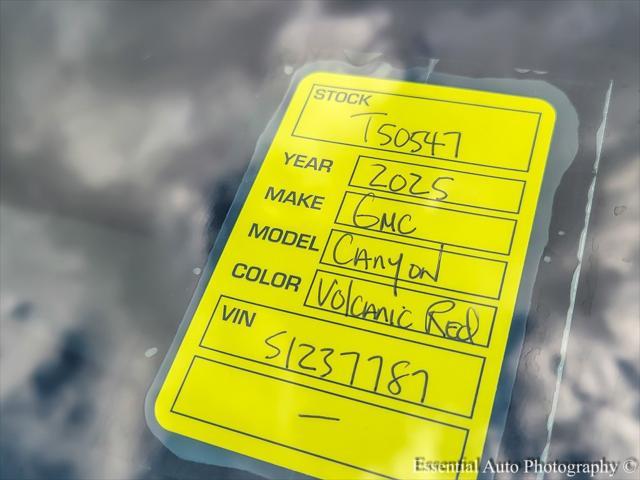 STOCK
T50547
YEAR 2025
MAKE GMC
MODEL Canyon
COLOR Volcanic Red
VIN
S1237787
—
Essential Auto Photography ©